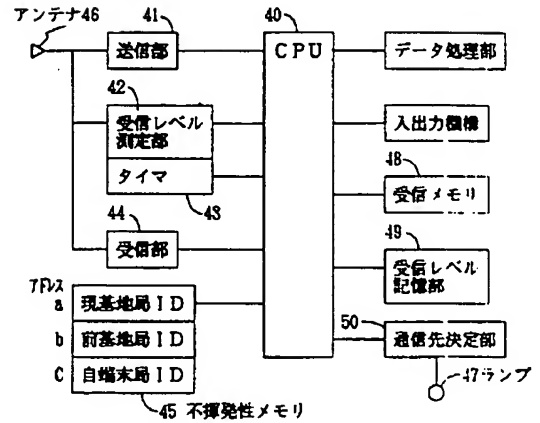 アンテナ46
41
送信部
40
CPU
データ処理部
42
受信レベル
測定部
タイマ
43
入出力機構
48
受信メモリ
44
受信部
49
受信レベル
記憶部
アドレス
a 現基地局ID
b 前基地局ID
C 自端末局ID
45 不揮発性メモリ
50
通信先決定部
47ランプ